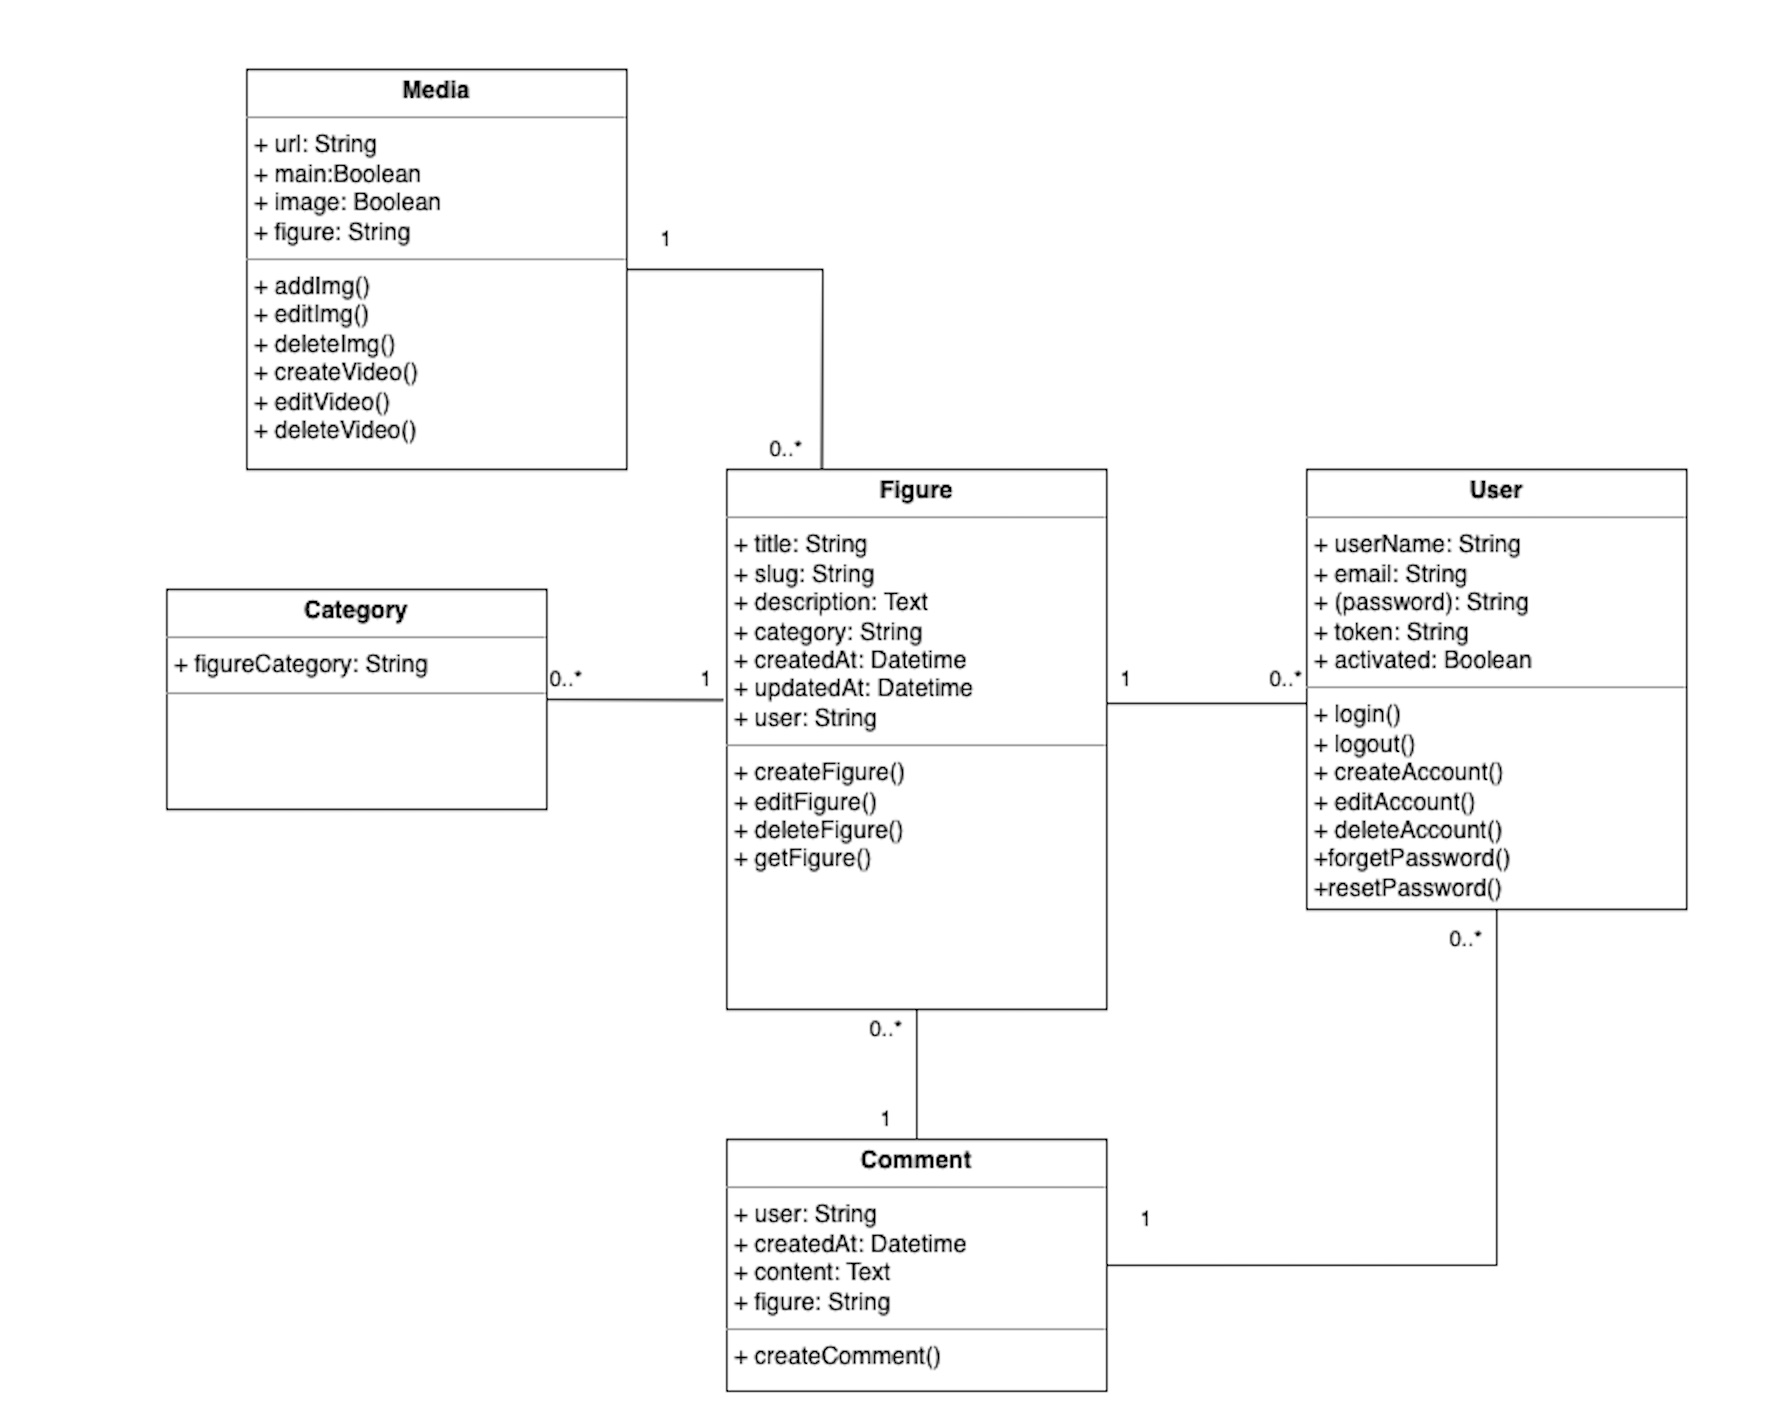 Media
+ url: String
+ main:Boolean
+ image: Boolean
+ figure: String
+ addImg()
+ editImg()
+ deleteImg()
+ createVideo()
+ editVideo()
+ deleteVideo()
1
0..*
Category
+ figureCategory: String
0..*
1
Figure
+ title: String
+ slug: String
+ description: Text
+ category: String
+ createdAt: Datetime
+ updatedAt: Datetime
+ user: String
+ createFigure()
+ editFigure()
+ deleteFigure()
+ getFigure()
1
0..*
User
+ userName: String
+ email: String
+ (password): String
+ token: String
+ activated: Boolean
+ login()
+ logout()
+ createAccount()
+ editAccount()
+ deleteAccount()
+forgetPassword()
+resetPassword()
0..*
0..*
1
Comment
+ user: String
+ createdAt: Datetime
+ content: Text
+ figure: String
+ createComment()
1